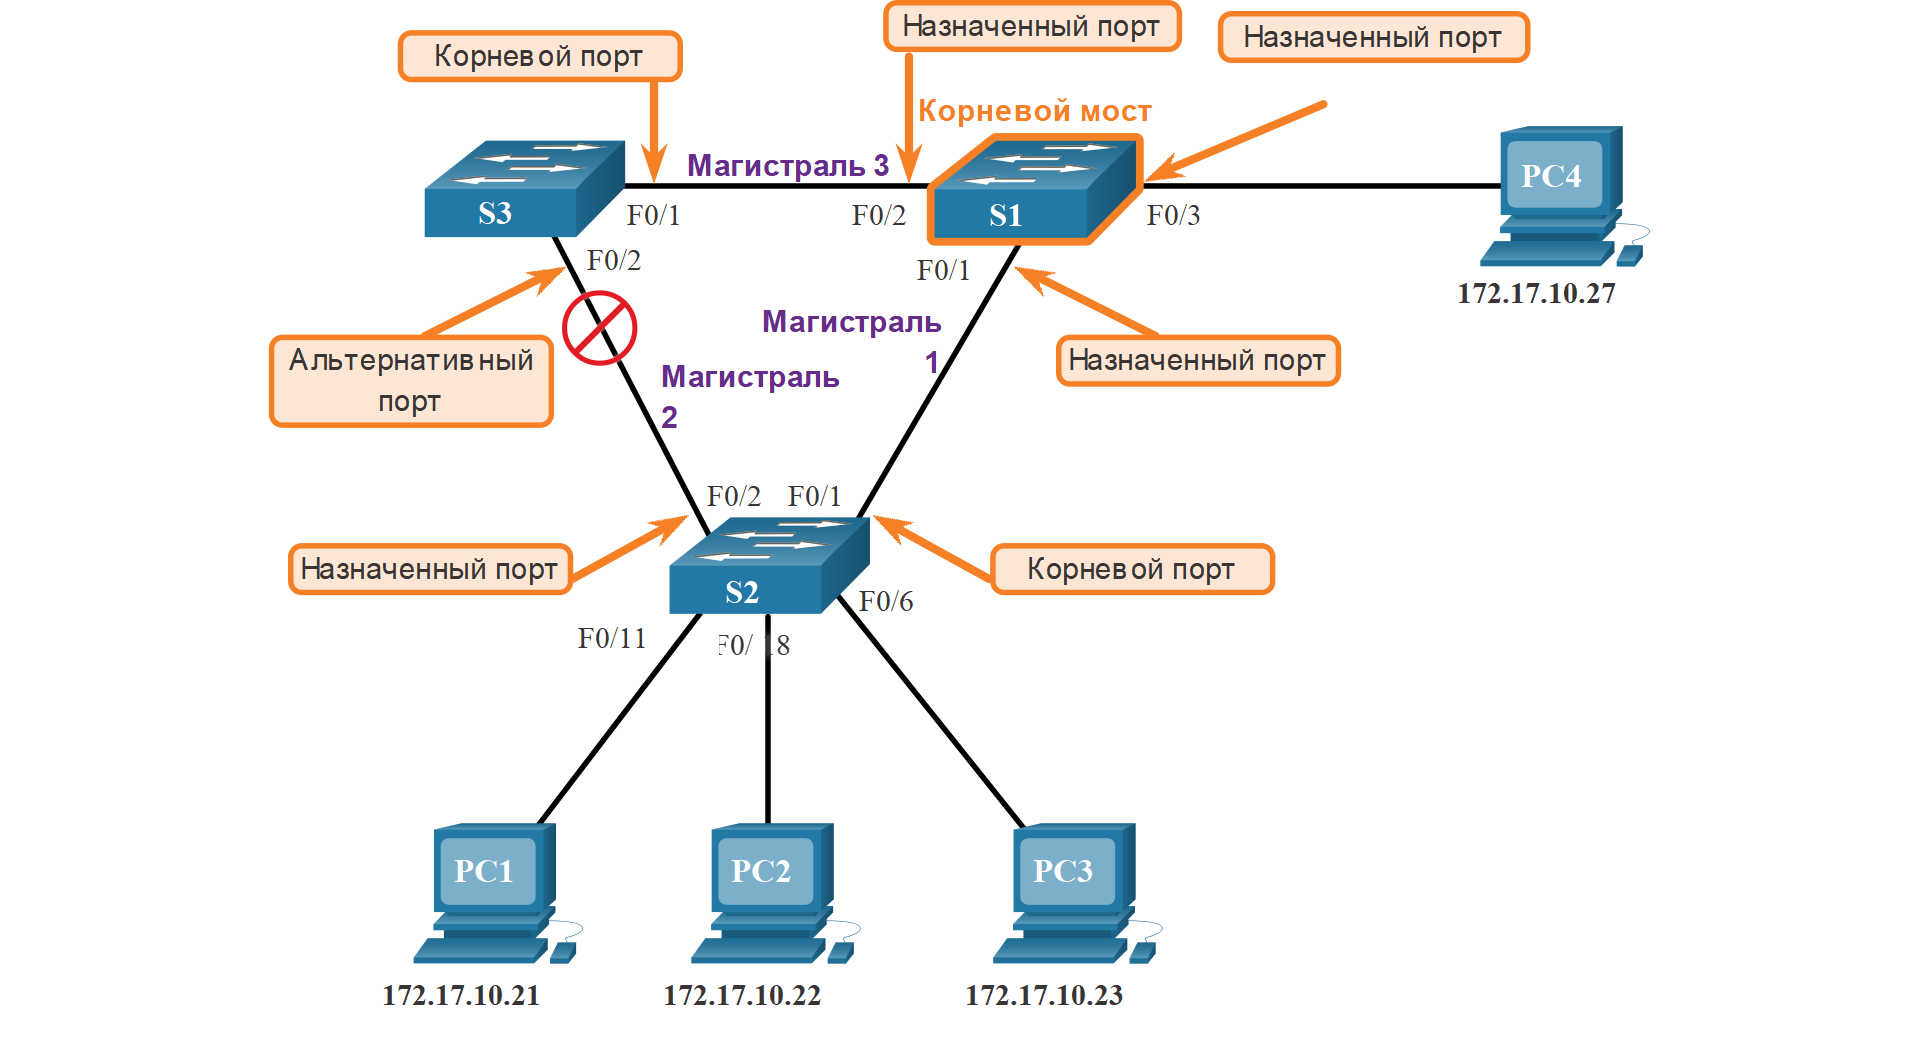 Назначенный порт
Назначенный порт
Корневой порт
Корневой мост
Магистраль 3
PC4
S3
S1
F0/1
F0/2
F0/3
F0/2
F0/1
172.17.10.27
Магистраль
1
Альтернативный
порт
Назначенный порт
Магистраль
2
F0/2
F0/1
Назначенный порт
Корневой порт
S2
F0/6
F0/11
F0/ 18
PC1
PC2
PC3
172.17.10.21
172.17.10.22
172.17.10.23